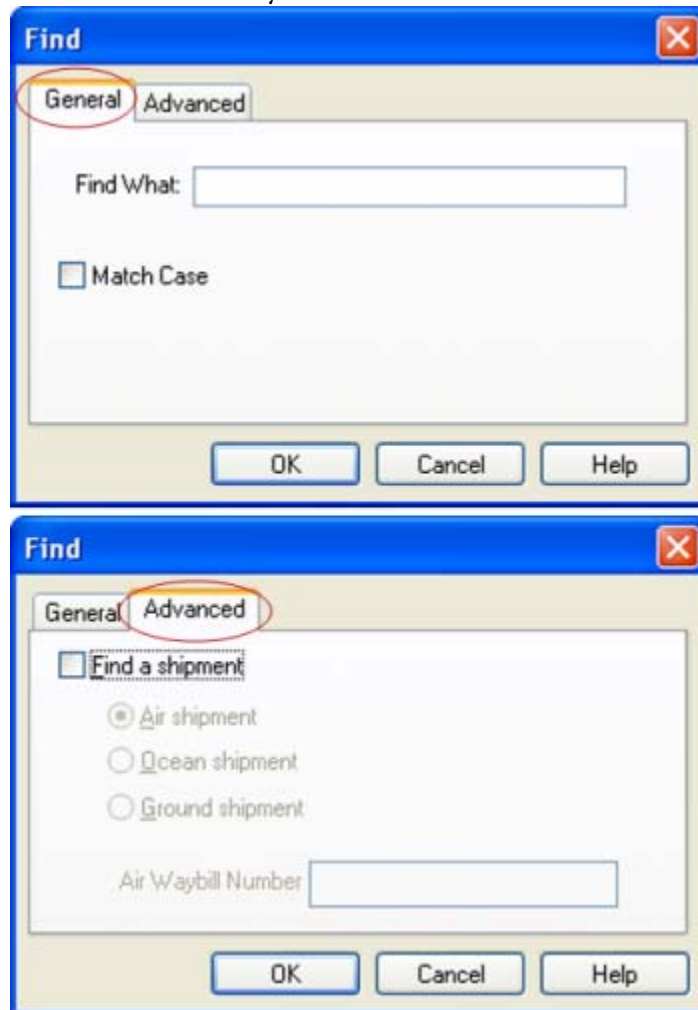 Find
General Advanced
Find What:
Match Case
OK Cancel Help
Find
General Advanced
Find a shipment
Air shipment
Ocean shipment
Ground shipment
Air Waybill Number
OK Cancel Help